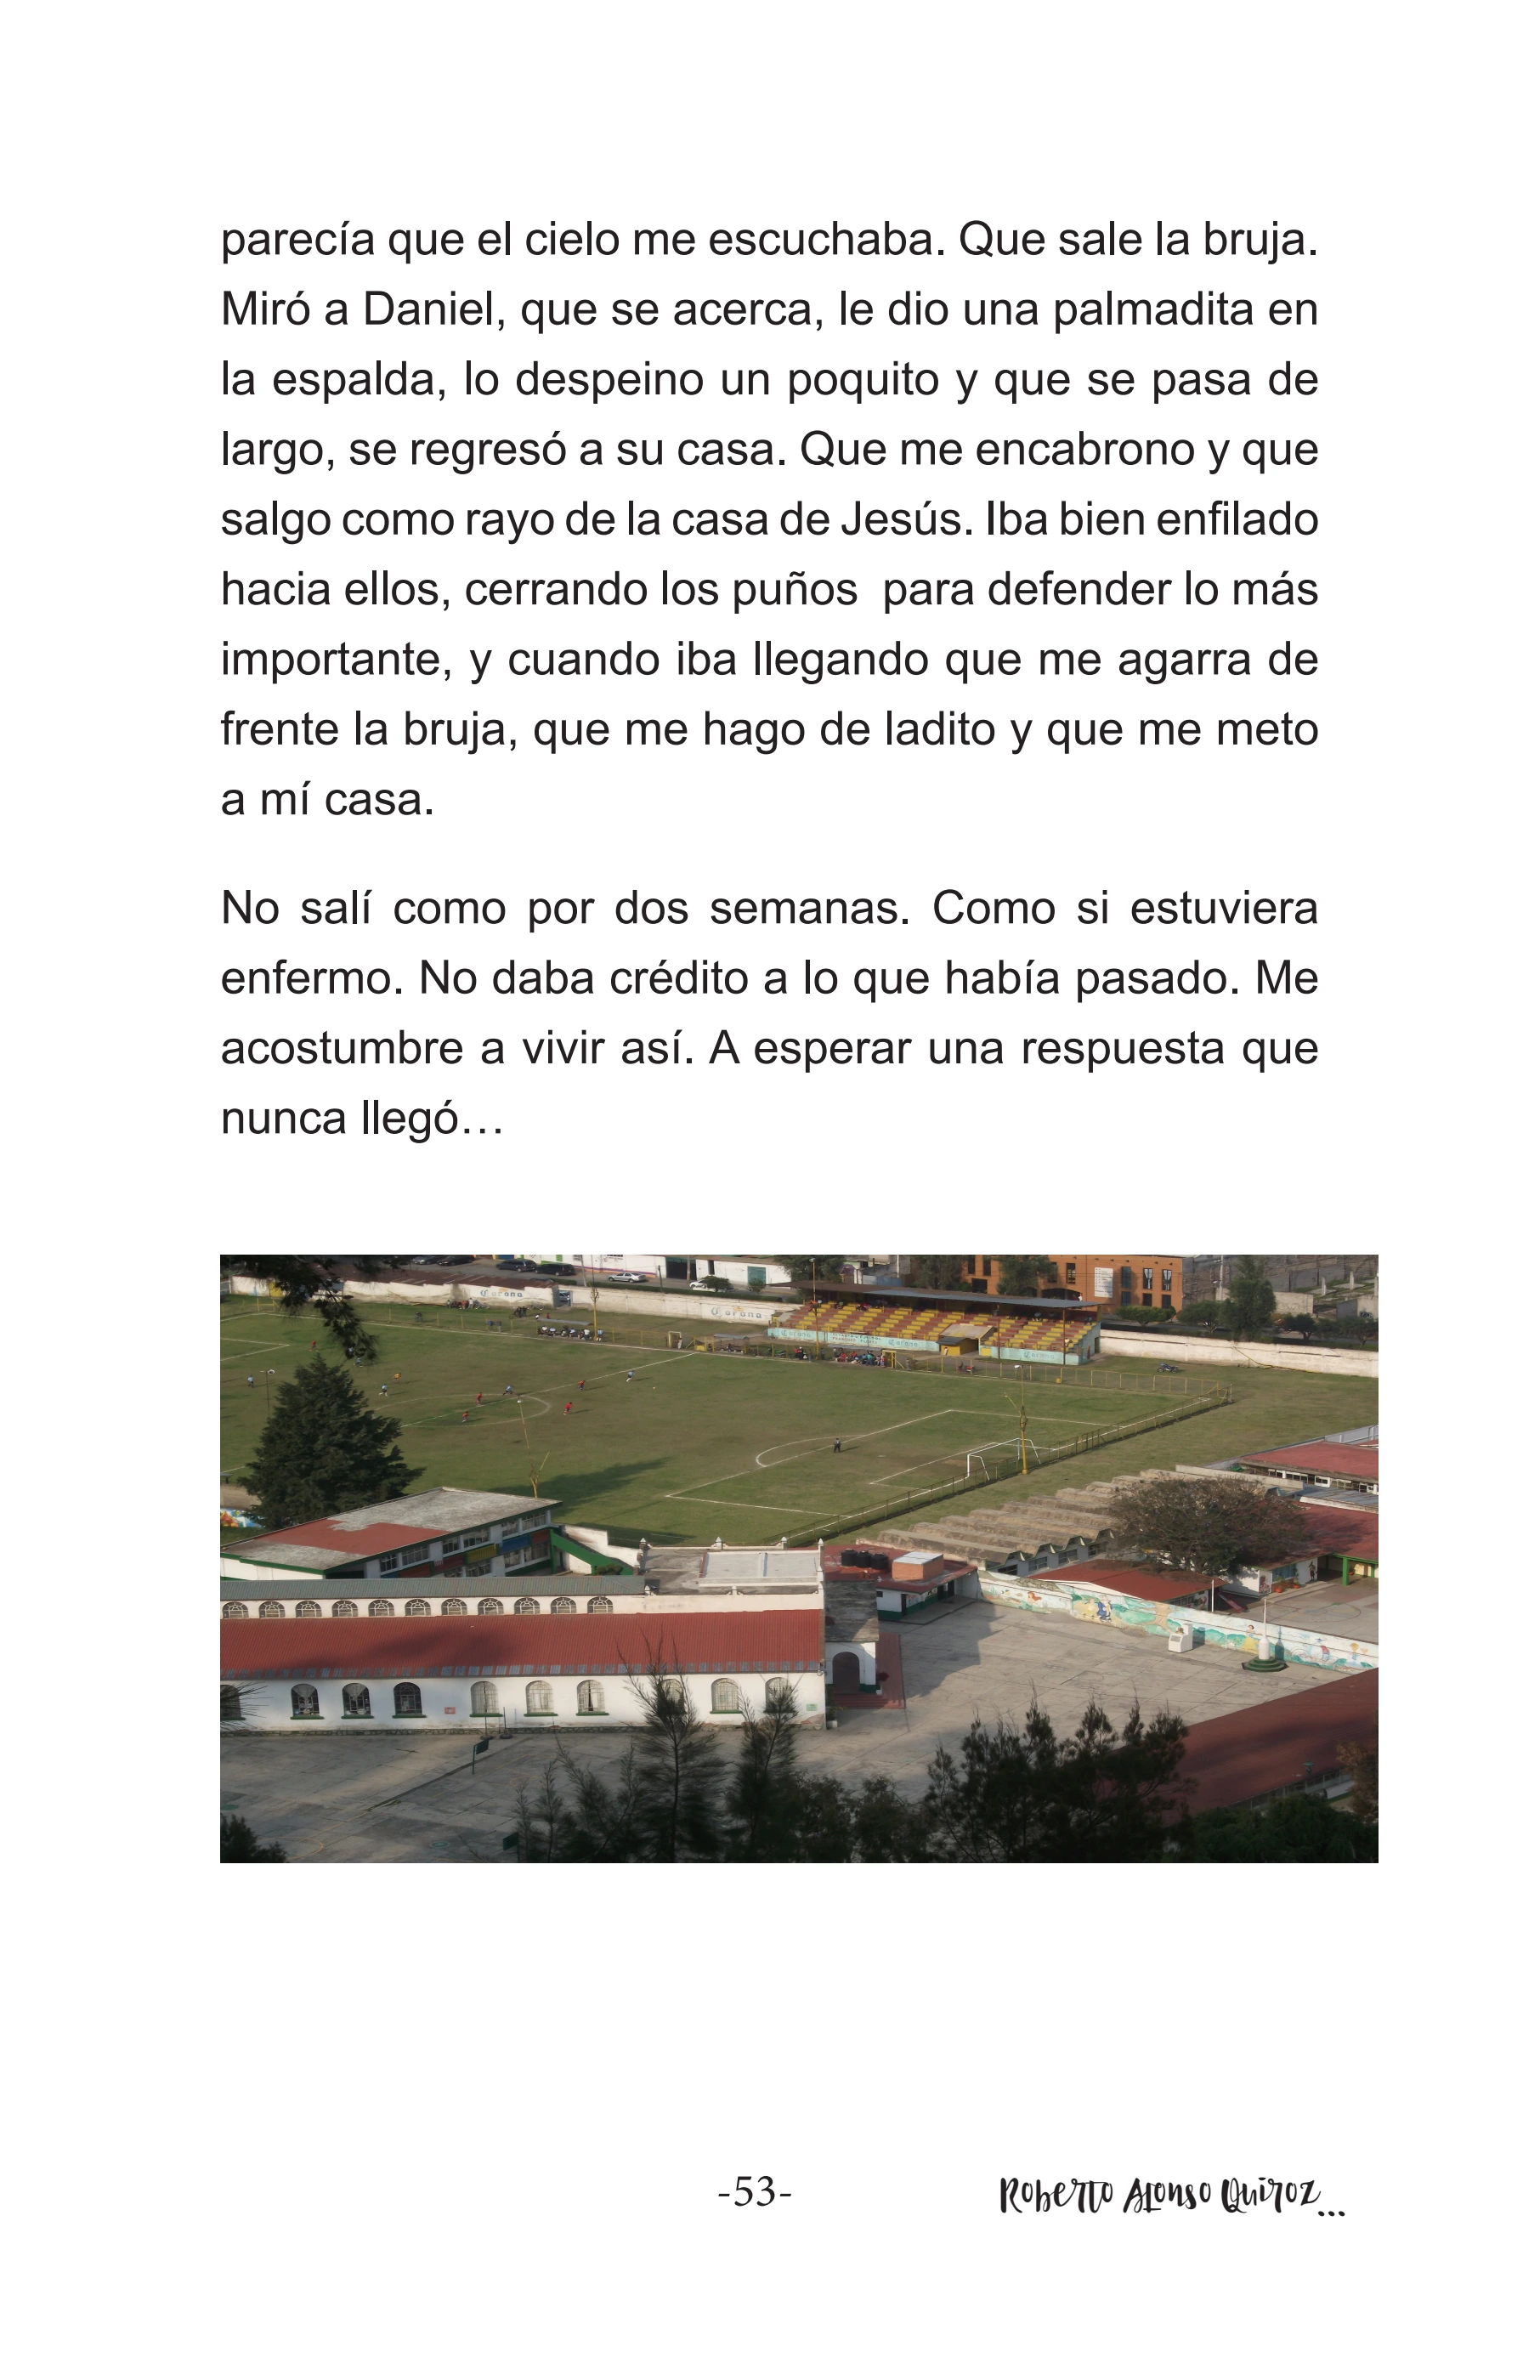 parecía que el cielo me escuchaba. Que sale la bruja.
Miró a Daniel, que se acerca, le dio una palmadita en
la espalda, lo despeino un poquito y que se pasa de
largo, se regresó a su casa. Que me encabrono y que
salgo como rayo de la casa de Jesús. Iba bien enfilado
hacia ellos, cerrando los puños  para defender lo más
importante, y cuando iba llegando que me agarra de
frente la bruja, que me hago de ladito y que me meto
a mí casa.
No salí como por dos semanas. Como si estuviera
enfermo. No daba crédito a lo que había pasado. Me
acostumbre a vivir así. A esperar una respuesta que
nunca llegó…
Corona
Corona
-53-
Roberto Alonso Quiroz...